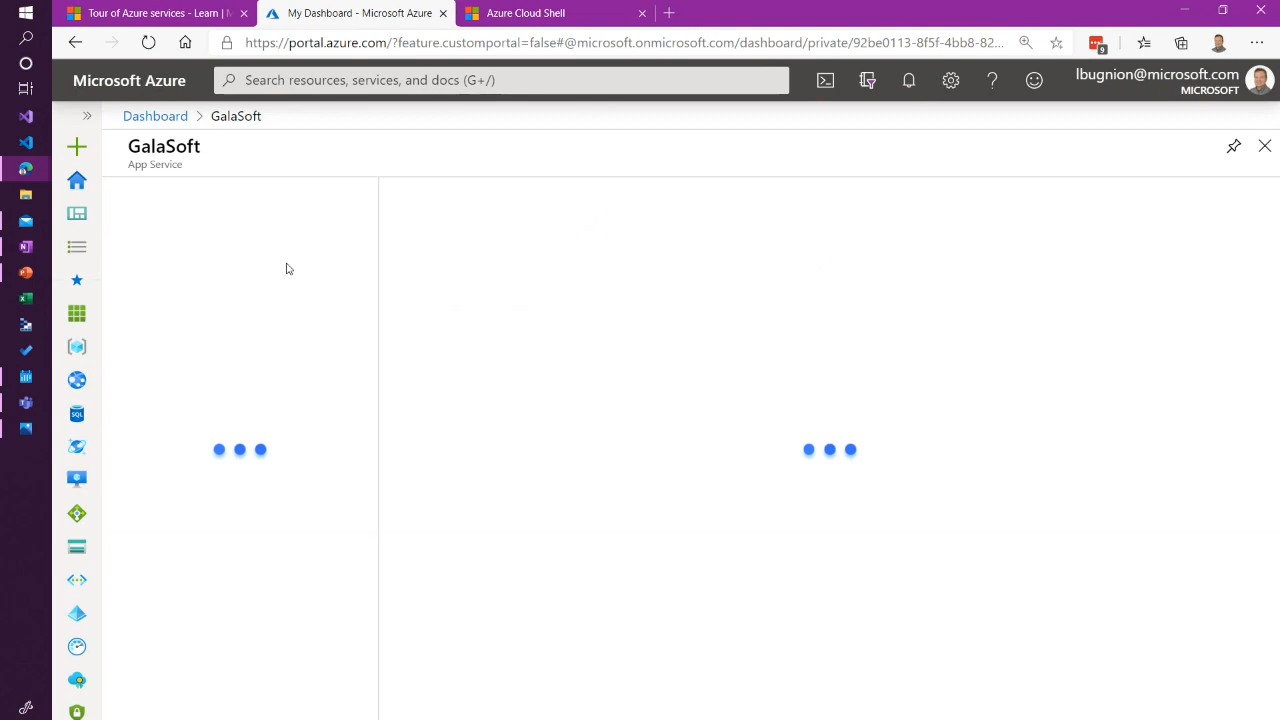 Tour of Azure services - Learn | M
My Dashboard - Microsoft Azure
Azure Cloud Shell
https://portal.azure.com/?feature.customportal=false#@microsoft.onmicrosoft.com/dashboard/private/92be0113-8f5f-4bb8-82...
9
Microsoft Azure
Search resources, services, and docs (G+/)
lbugnion@microsoft.com
MICROSOFT
Dashboard > GalaSoft
GalaSoft
App Service
SQL